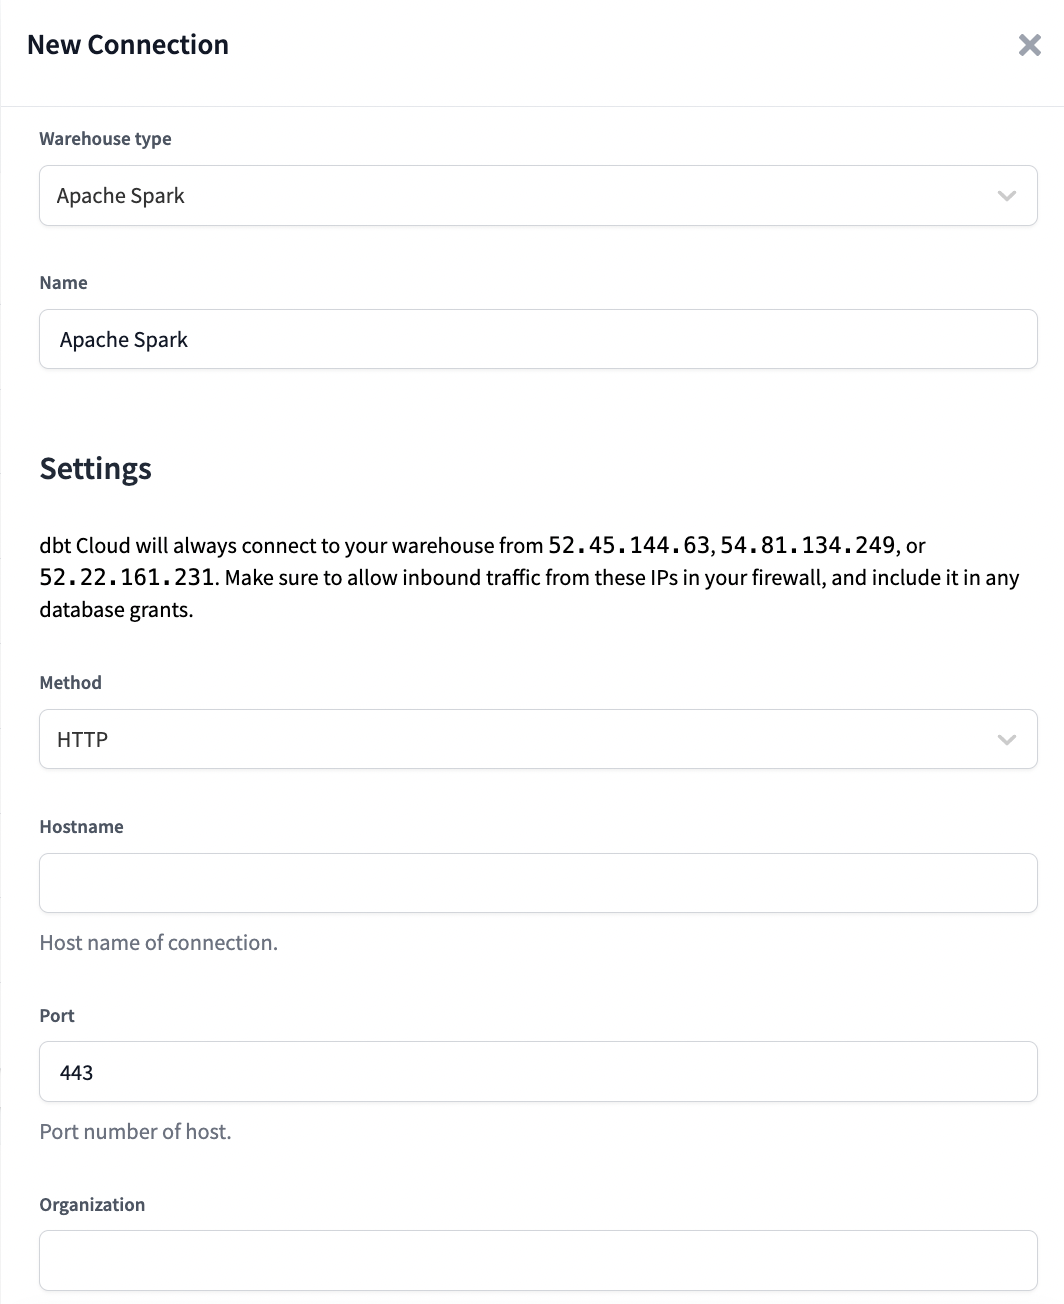 New Connection
Warehouse type
Apache Spark
Name
Apache Spark
Settings
dbt Cloud will always connect to your warehouse from 52.45.144.63, 54.81.134.249, or
52.22.161.231. Make sure to allow inbound traffic from these IPs in your firewall, and include it in any
database grants.
Method
HTTP
Hostname
Host name of connection.
Port
443
Port number of host.
Organization